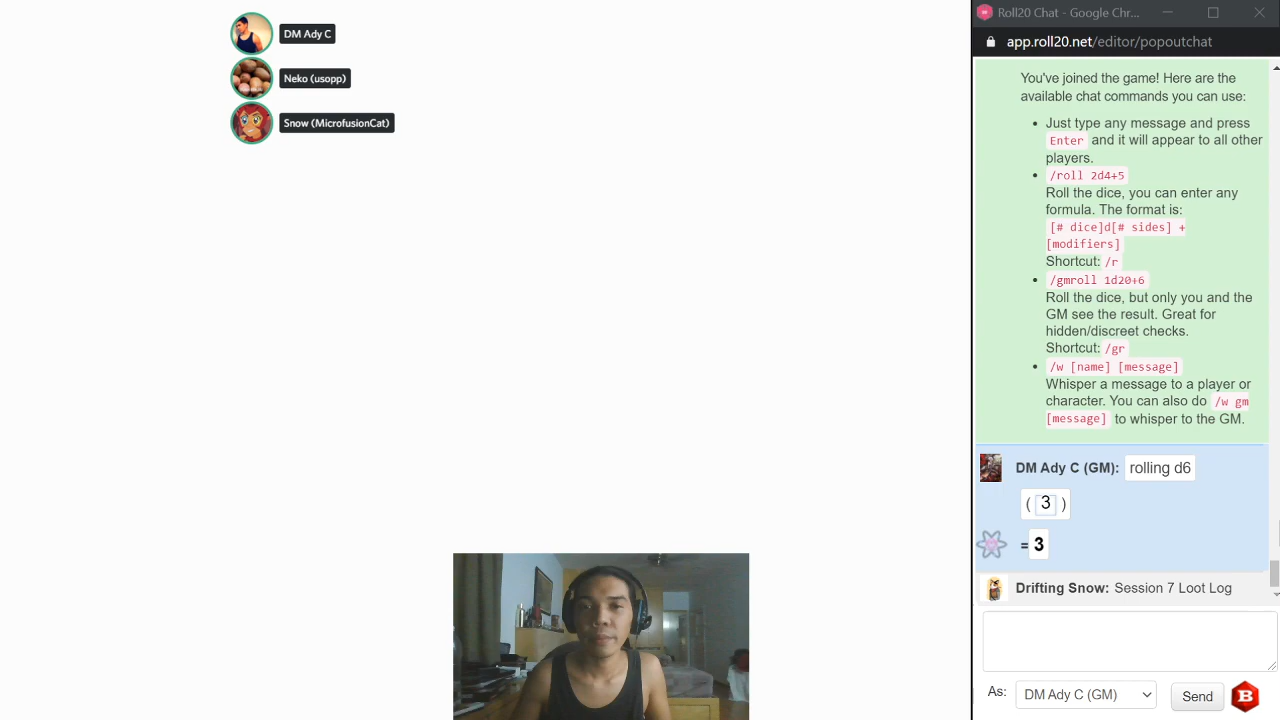 DM Ady C
Neko (usopp)
Snow (MicrofusionCat)
Roll20 Chat - Google Chr...
app.roll20.net/editor/popoutchat
You've joined the game! Here are the
available chat commands you can use:
Just type any message and press
Enter and it will appear to all other
players.
/roll 2d4+5
Roll the dice, you can enter any
formula. The format is:
[# dice]d[# sides] +
[modifiers]
Shortcut: /r
/gmroll 1d20+6
Roll the dice, but only you and the
GM see the result. Great for
hidden/discreet checks.
Shortcut: /gr
/w [name] [message]
Whisper a message to a player or
character. You can also do /w gm
[message] to whisper to the GM.
DM Ady C (GM): rolling d6
( 3 )
=3
Drifting Snow: Session 7 Loot Log
As: DM Ady C (GM) Send B